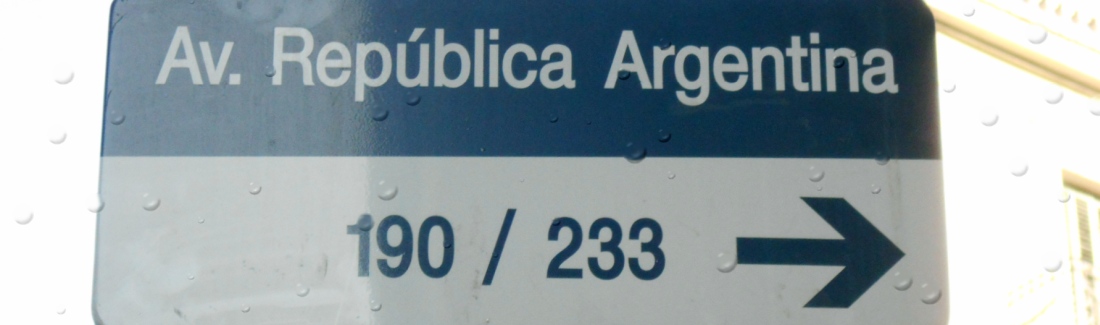 Av. República Argentina
190 / 233